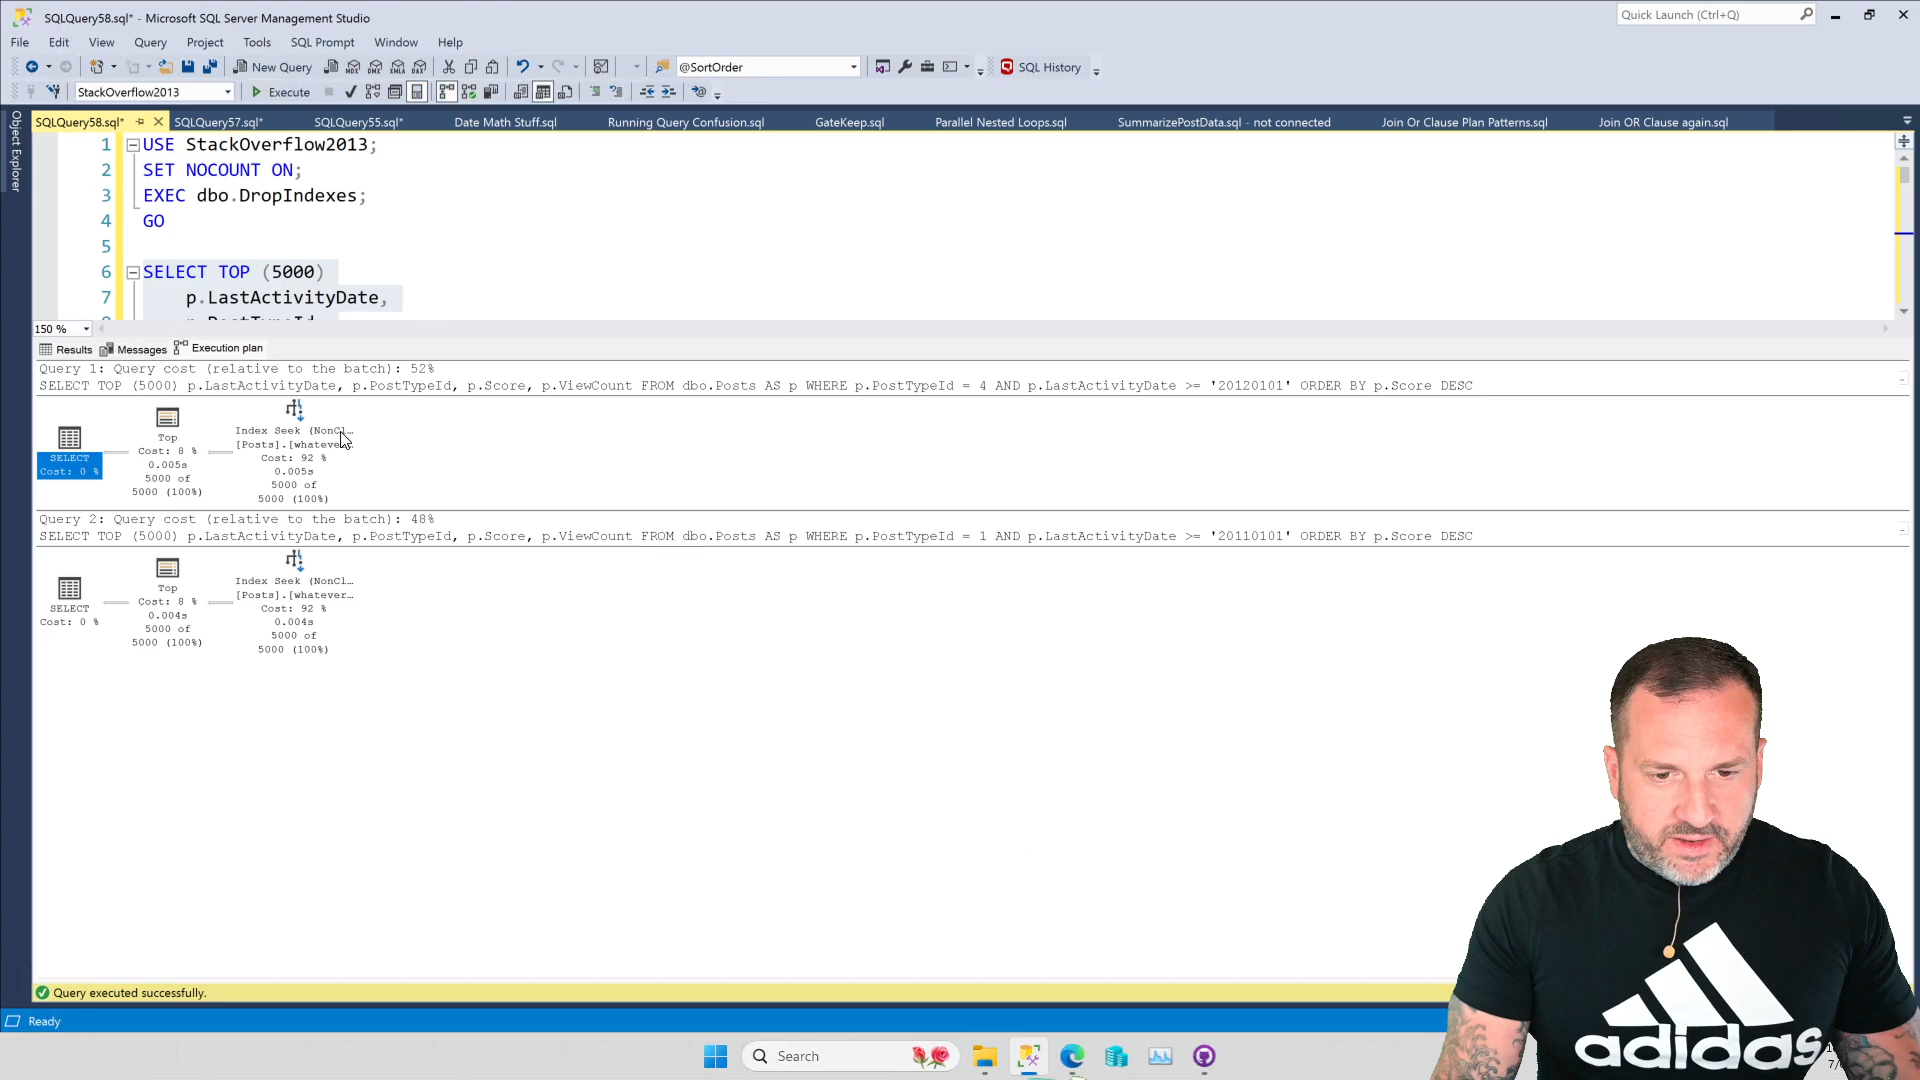 SQLQuery58.sql* - Microsoft SQL Server Management Studio
Quick Launch (Ctrl+Q)
File Edit View Query Project Tools SQL Prompt Window Help
New Query MDX DMX XMLA DAX @SortOrder SQL History
StackOverflow2013 Execute
SQLQuery58.sql* SQLQuery57.sql* SQLQuery55.sql* Date Math Stuff.sql Running Query Confusion.sql GateKeep.sql Parallel Nested Loops.sql SummarizePostData.sql - not connected Join Or Clause Plan Patterns.sql Join OR Clause again.sql
Object Explorer
1 USE StackOverflow2013;
2 SET NOCOUNT ON;
3 EXEC dbo.DropIndexes;
4 GO
5
6 SELECT TOP (5000)
7 p.LastActivityDate,
8 p.PostTypeId,
150 %
Results Messages Execution plan
Query 1: Query cost (relative to the batch): 52%
SELECT TOP (5000) p.LastActivityDate, p.PostTypeId, p.Score, p.ViewCount FROM dbo.Posts AS p WHERE p.PostTypeId = 4 AND p.LastActivityDate >= '20120101' ORDER BY p.Score DESC
SELECT
Cost: 0 %
Top
Cost: 8 %
0.005s
5000 of
5000 (100%)
Index Seek (NonCl…
[Posts].[whatever…
Cost: 92 %
0.005s
5000 of
5000 (100%)
Query 2: Query cost (relative to the batch): 48%
SELECT TOP (5000) p.LastActivityDate, p.PostTypeId, p.Score, p.ViewCount FROM dbo.Posts AS p WHERE p.PostTypeId = 1 AND p.LastActivityDate >= '20110101' ORDER BY p.Score DESC
SELECT
Cost: 0 %
Top
Cost: 8 %
0.004s
5000 of
5000 (100%)
Index Seek (NonCl…
[Posts].[whatever…
Cost: 92 %
0.004s
5000 of
5000 (100%)
Query executed successfully.
Ready
Search
adidas